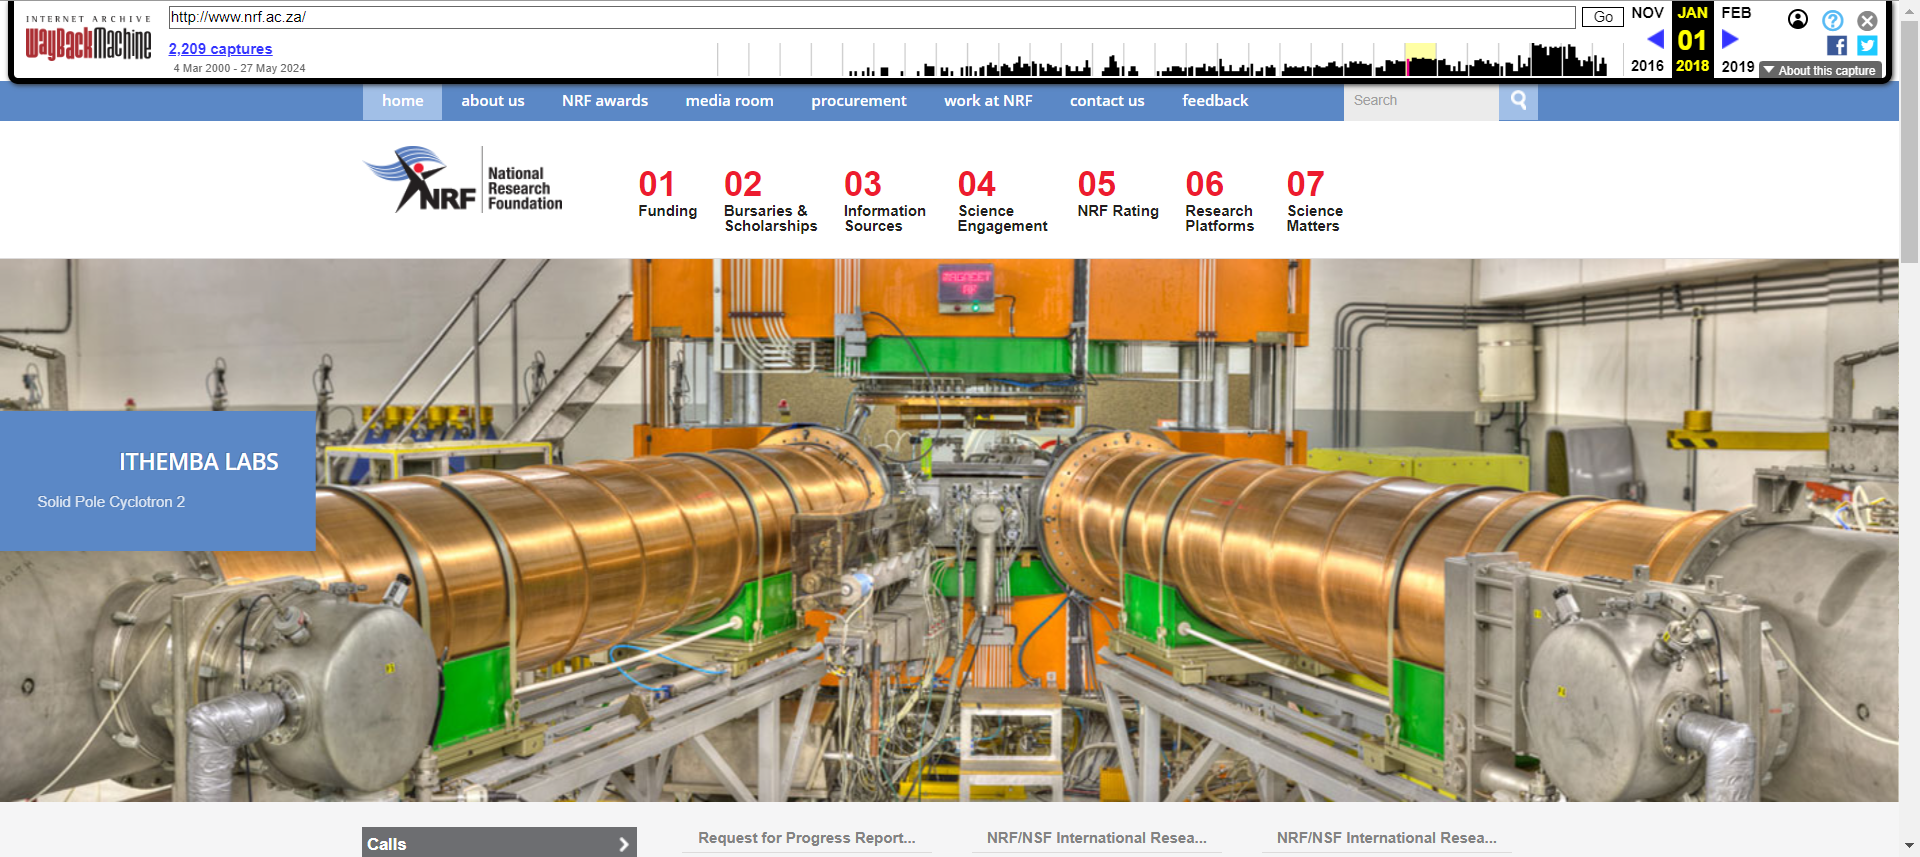 INTERNET ARCHIVE
WayBackMachine
http://www.nrf.ac.za/
Go
NOV
JAN
FEB
2,209 captures
01
4 Mar 2000 - 27 May 2024
2016
2018
2019
About this capture
home
about us
NRF awards
media room
procurement
work at NRF
contact us
feedback
Search
NRF
National
Research
Foundation
01
Funding
02
Bursaries &
Scholarships
03
Information
Sources
04
Science
Engagement
05
NRF Rating
06
Research
Platforms
07
Science
Matters
ITHEMBA LABS
Solid Pole Cyclotron 2
Calls
Request for Progress Report...
NRF/NSF International Resea...
NRF/NSF International Resea...